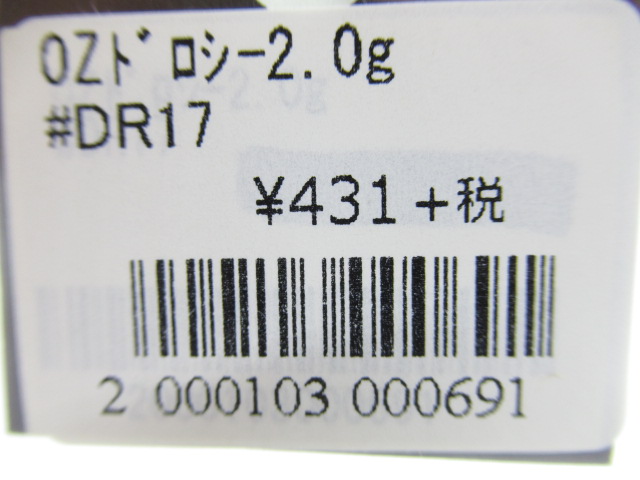 OZﾄﾞﾛｼｰ2.0g
#DR17
¥431+税
2 000103 000691